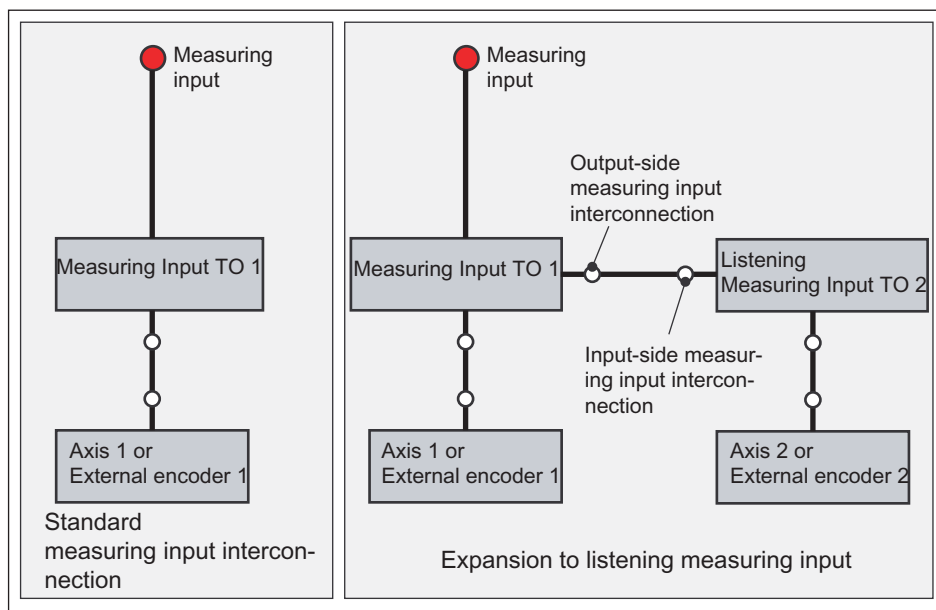 Measuring
input
Measuring Input TO 1
Axis 1 or
External encoder 1
Standard
measuring input intercon-
nection
Measuring
input
Output-side
measuring input
interconnection
Measuring Input TO 1
Listening
Measuring Input TO 2
Input-side measur-
ing input intercon-
nection
Axis 1 or
External encoder 1
Axis 2 or
External encoder 2
Expansion to listening measuring input